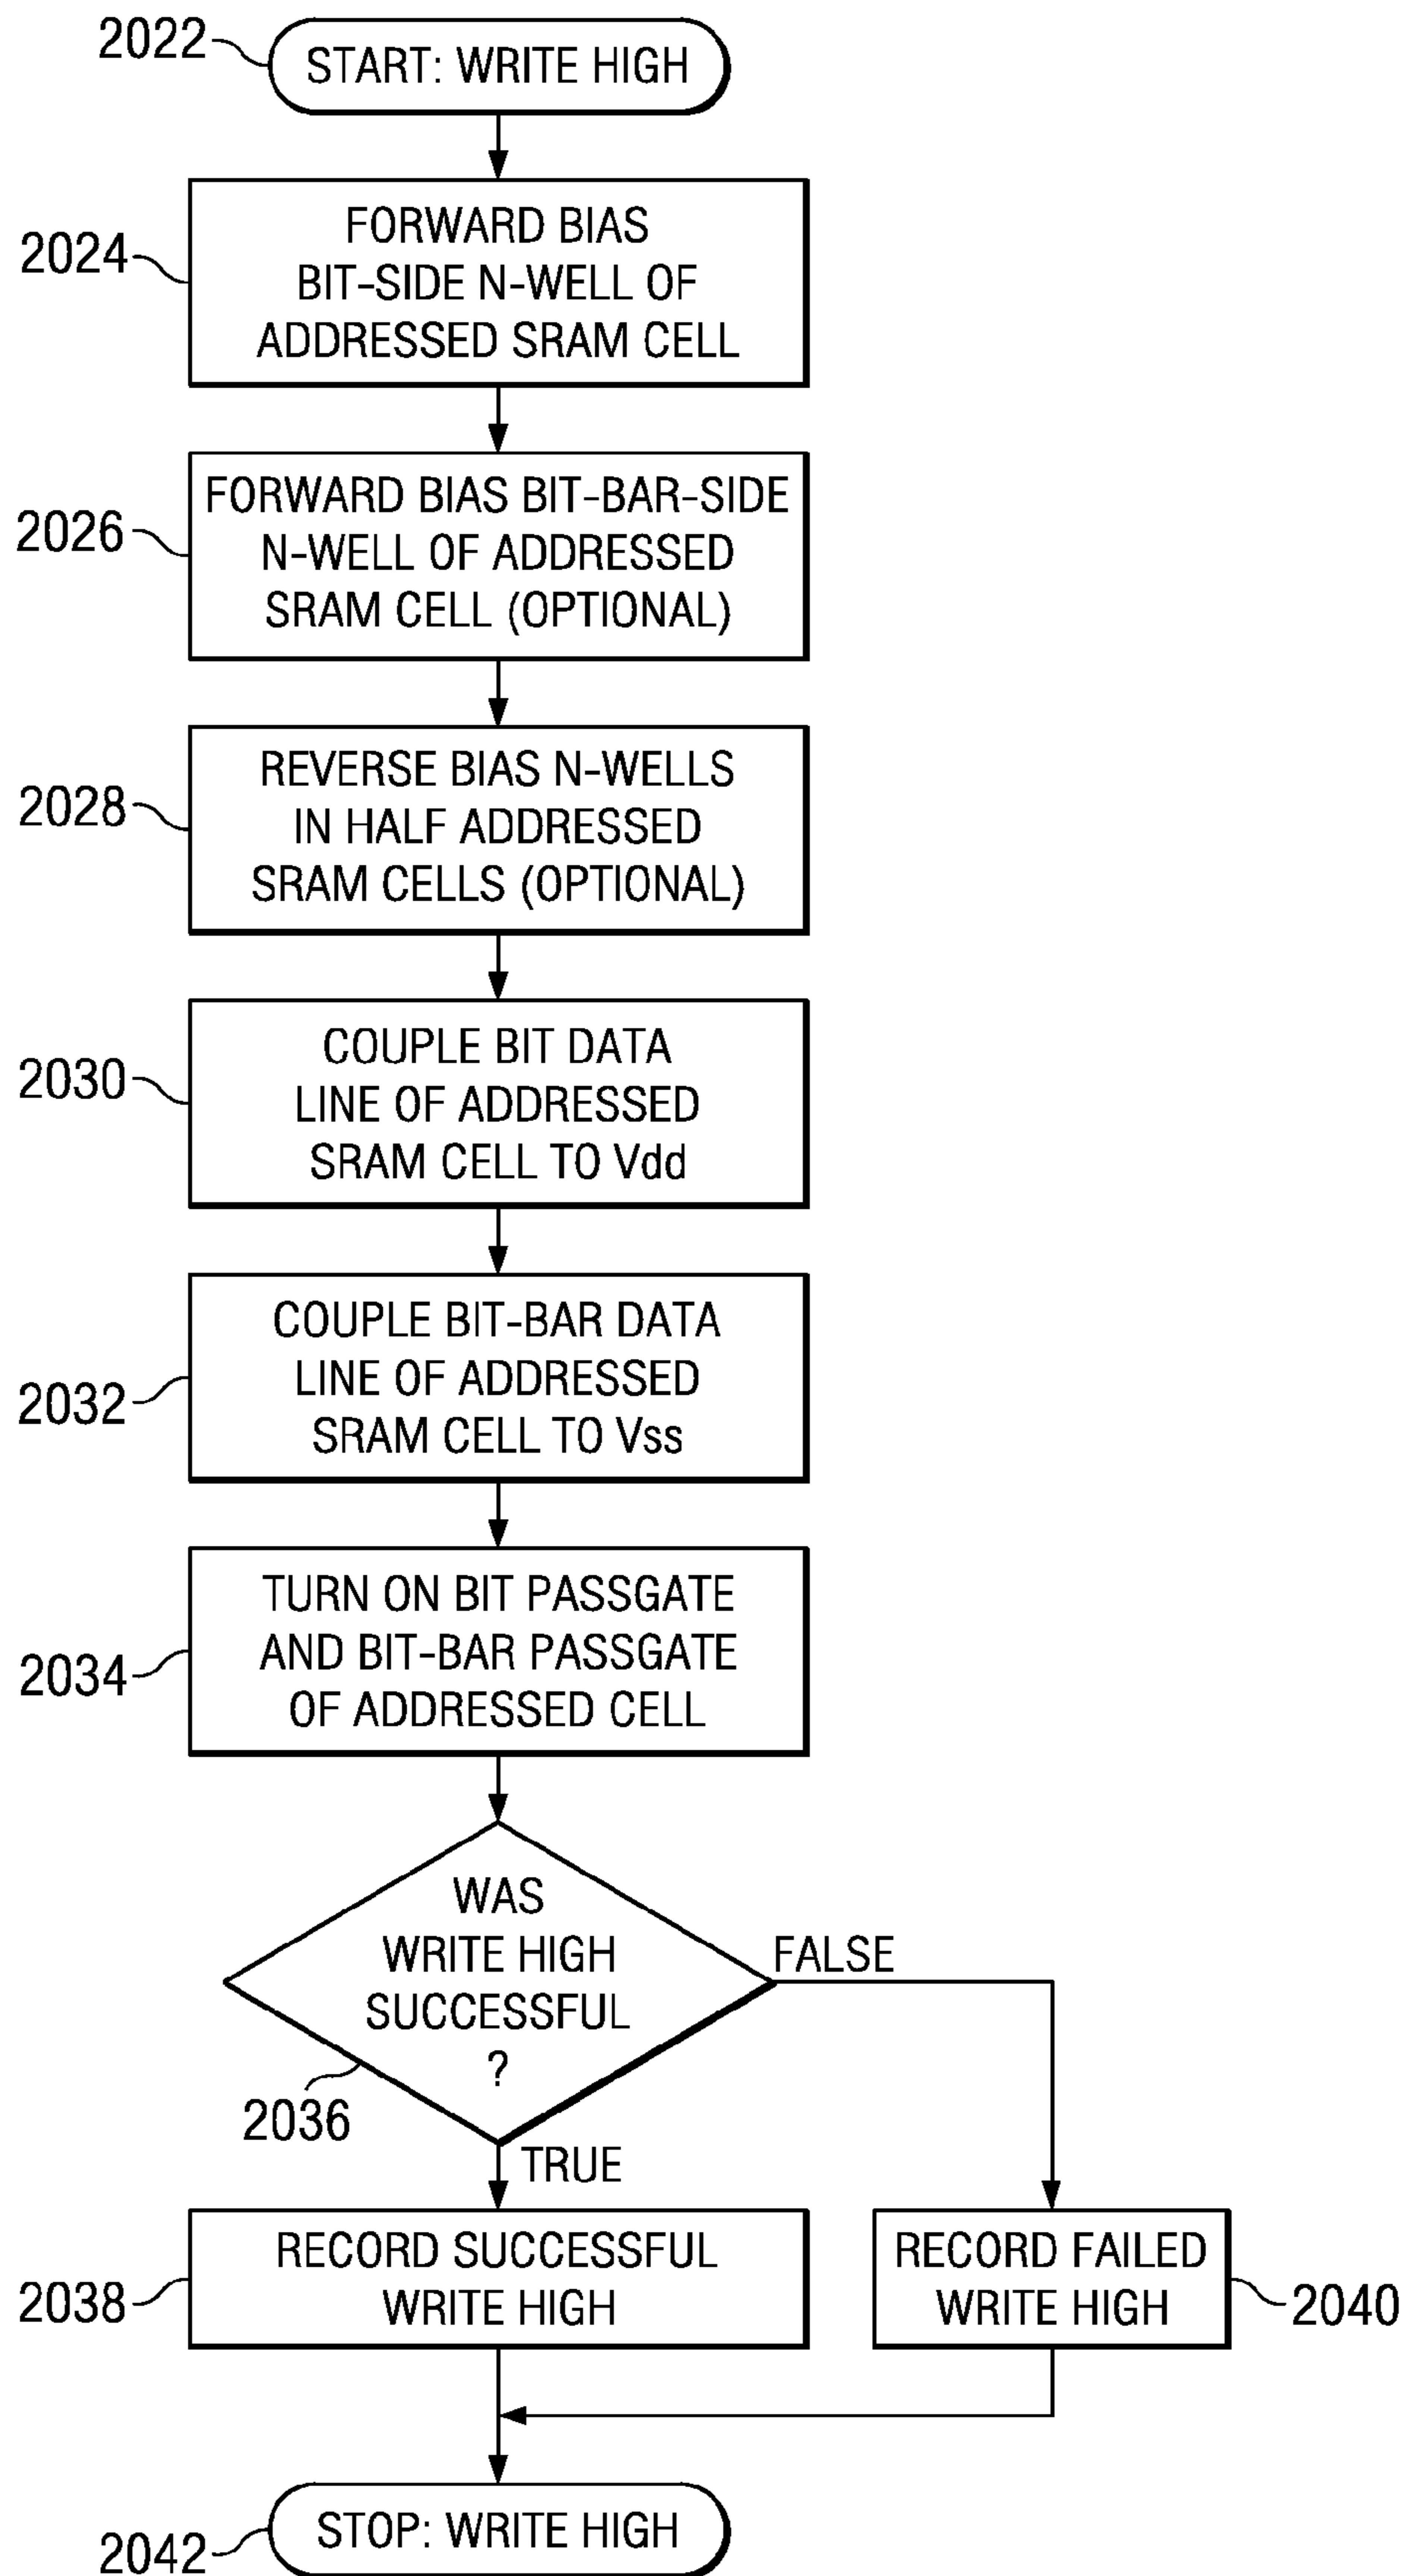 2022
START: WRITE HIGH
2024
FORWARD BIAS
BIT-SIDE N-WELL OF
ADDRESSED SRAM CELL
2026
FORWARD BIAS BIT-BAR-SIDE
N-WELL OF ADDRESSED
SRAM CELL (OPTIONAL)
2028
REVERSE BIAS N-WELLS
IN HALF ADDRESSED
SRAM CELLS (OPTIONAL)
2030
COUPLE BIT DATA
LINE OF ADDRESSED
SRAM CELL TO Vdd
2032
COUPLE BIT-BAR DATA
LINE OF ADDRESSED
SRAM CELL TO Vss
2034
TURN ON BIT PASSGATE
AND BIT-BAR PASSGATE
OF ADDRESSED CELL
WAS
WRITE HIGH
SUCCESSFUL
?
FALSE
2036
TRUE
2038
RECORD SUCCESSFUL
WRITE HIGH
RECORD FAILED
WRITE HIGH
2040
STOP: WRITE HIGH
2042